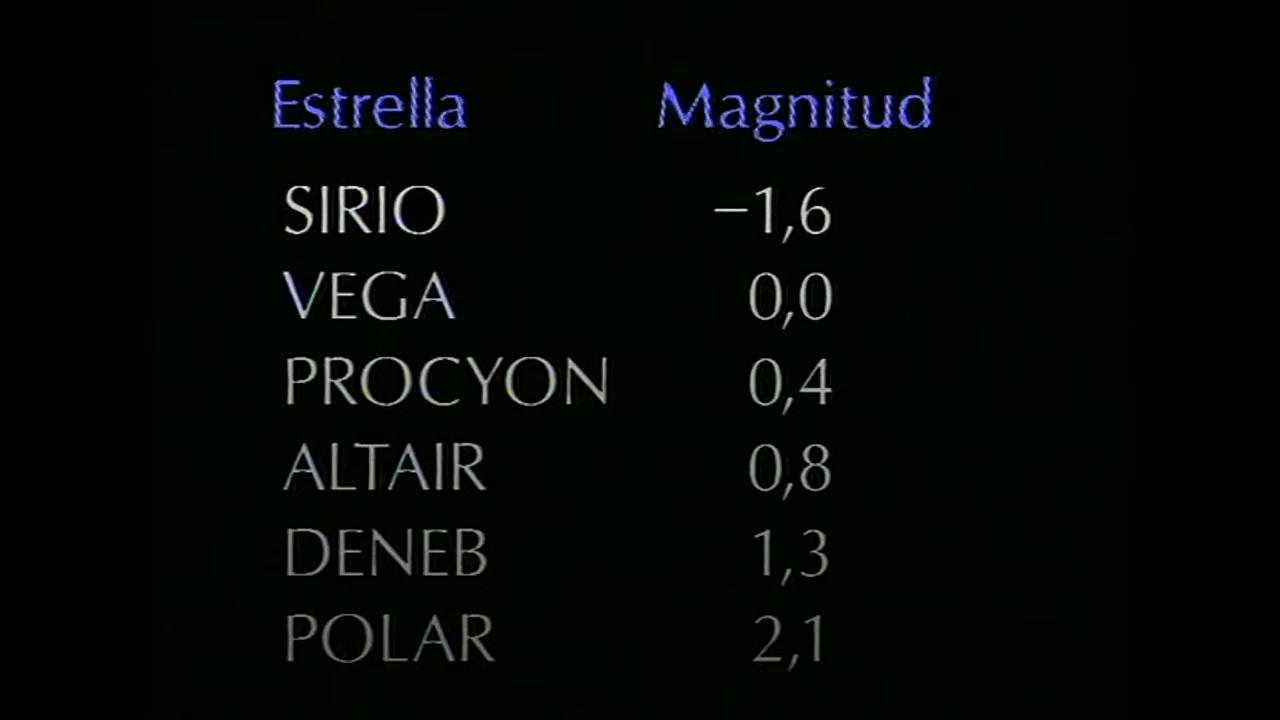 Estrella Magnitud
SIRIO −1,6
VEGA 0,0
PROCYON 0,4
ALTAIR 0,8
DENEB 1,3
POLAR 2,1